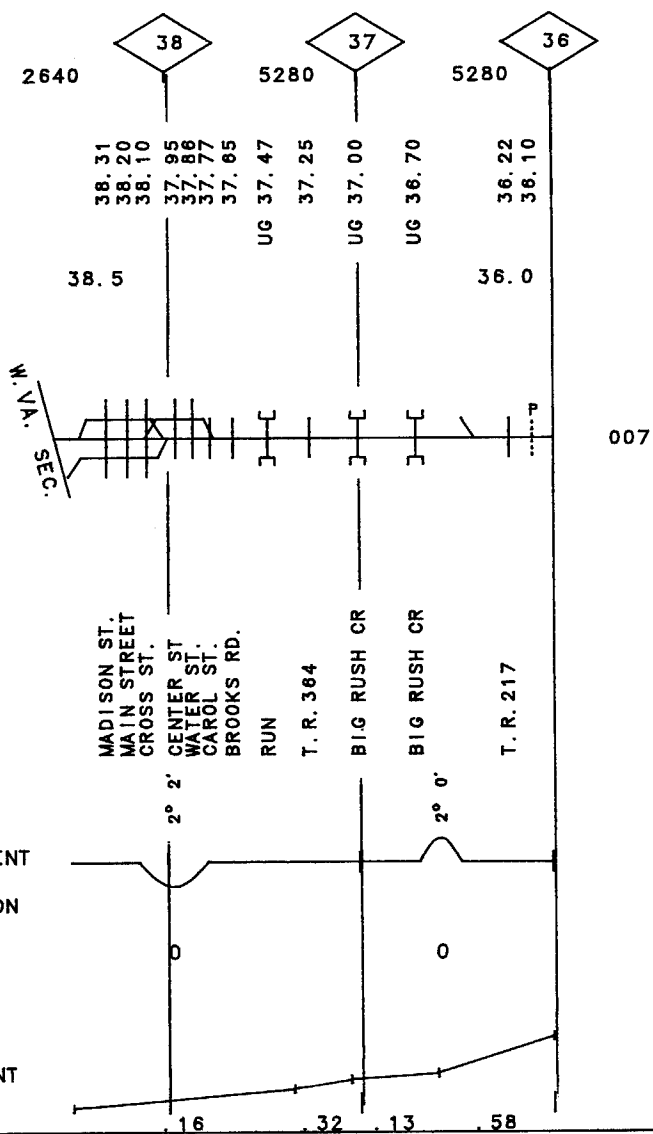 38 37 36
2640 5280 5280
38.31
38.20
38.10
37.95
37.86
37.77
37.65
UG 37.47
37.25
UG 37.00
UG 36.70
36.22
36.10
38.5 36.0
W. VA. SEC.
P
007
MADISON ST.
MAIN STREET
CROSS ST.
CENTER ST
WATER ST.
CAROL ST.
BROOKS RD.
RUN
T.R.364
BIG RUSH CR
BIG RUSH CR
T.R.217
2° 2' 2° 0'
ENT
ON
0 0
NT
.16 .32 .13 .58